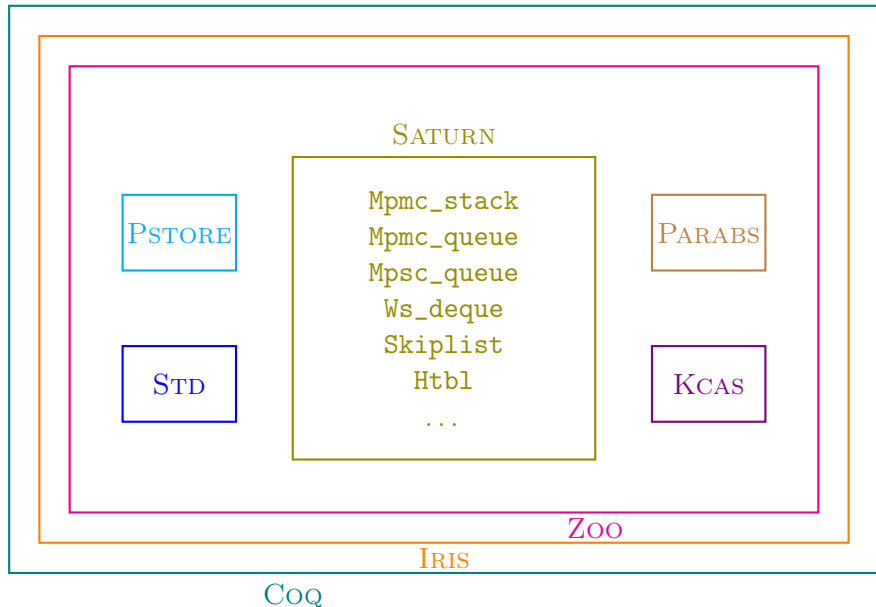 SATURN
PSTORE
STD
Mpmc_stack
Mpmc_queue
Mpsc_queue
Ws_deque
Skiplist
Htbl
...
PARABS
KCAS
ZOO
IRIS
COQ